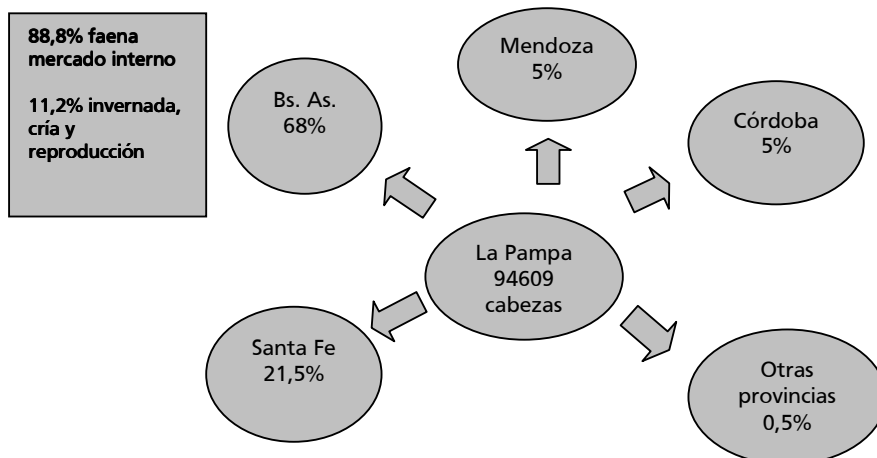 88,8% faena
mercado interno
11,2% invernada,
cría y
reproducción
Bs. As.
68%
Mendoza
5%
Córdoba
5%
La Pampa
94609
cabezas
Santa Fe
21,5%
Otras
provincias
0,5%